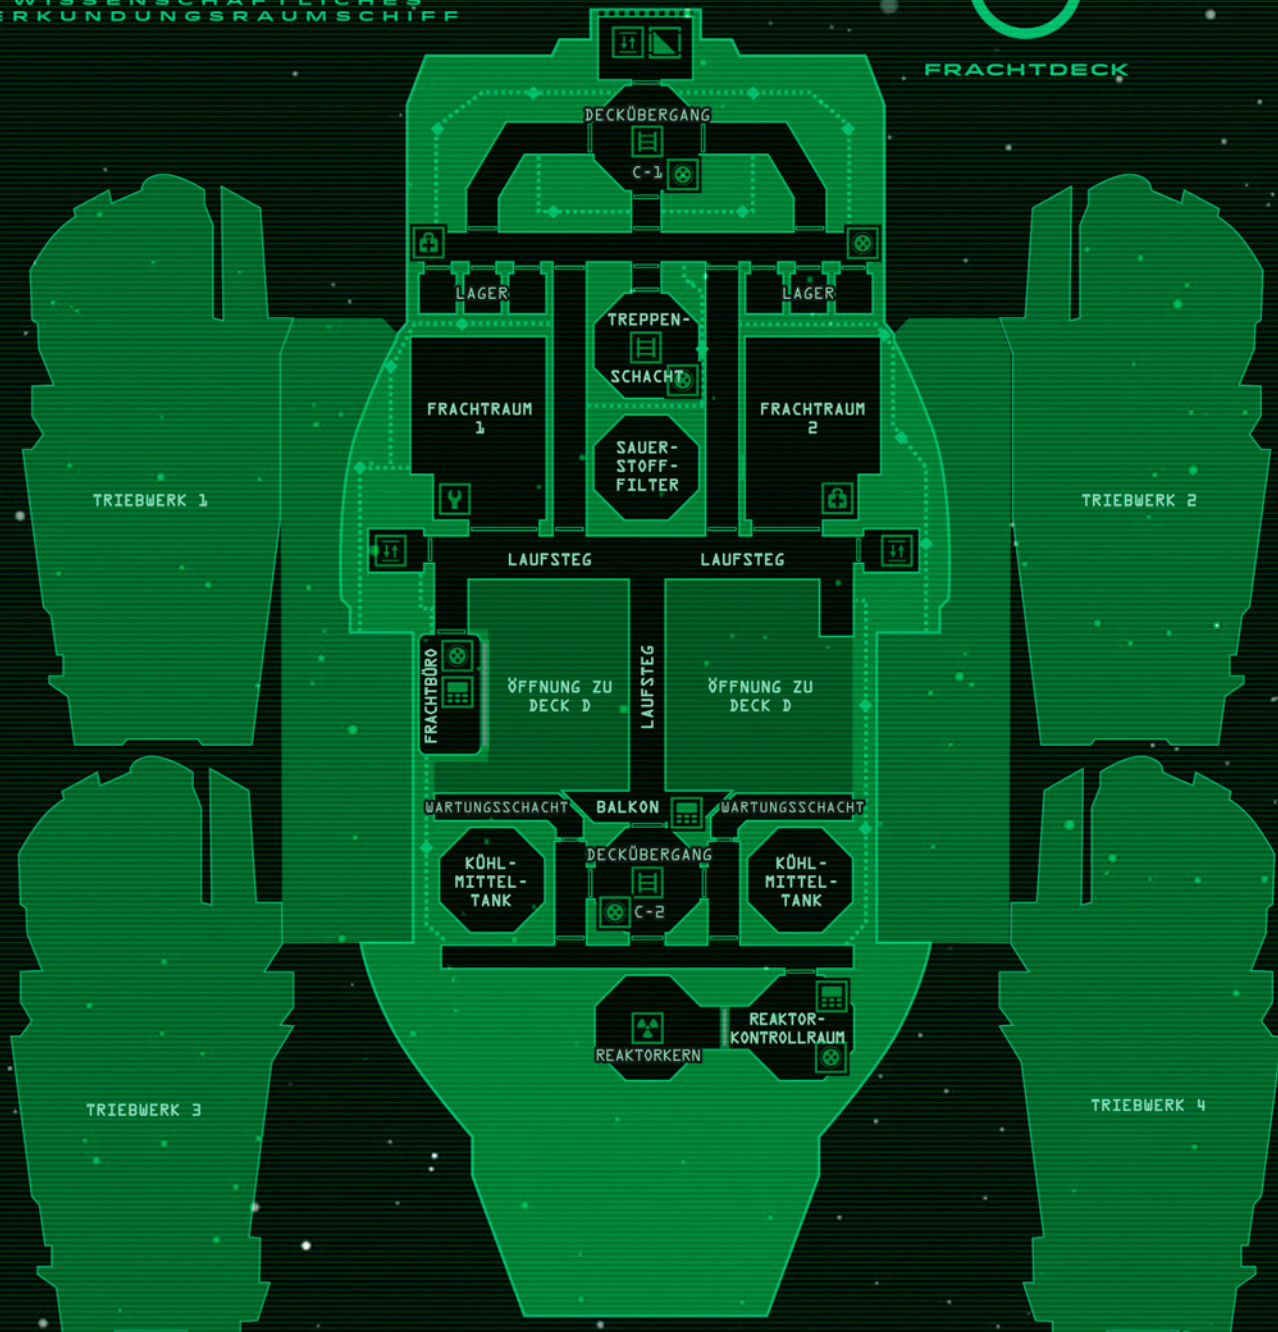 WISSENSCHAFTLICHES
ERKUNDUNGSRAUMSCHIFF
FRACHTDECK
DECKÜBERGANG
C-1
LAGER
LAGER
TREPPEN-
SCHACHT
FRACHTRAUM
1
FRACHTRAUM
2
SAUER-
STOFF-
FILTER
TRIEBWERK 1
TRIEBWERK 2
LAUFSTEG
LAUFSTEG
FRACHTBÜRO
ÖFFNUNG ZU
DECK D
LAUFSTEG
ÖFFNUNG ZU
DECK D
WARTUNGSSCHACHT
BALKON
WARTUNGSSCHACHT
DECKÜBERGANG
C-2
KÜHL-
MITTEL-
TANK
KÜHL-
MITTEL-
TANK
REAKTORKERN
REAKTOR-
KONTROLLRAUM
TRIEBWERK 3
TRIEBWERK 4